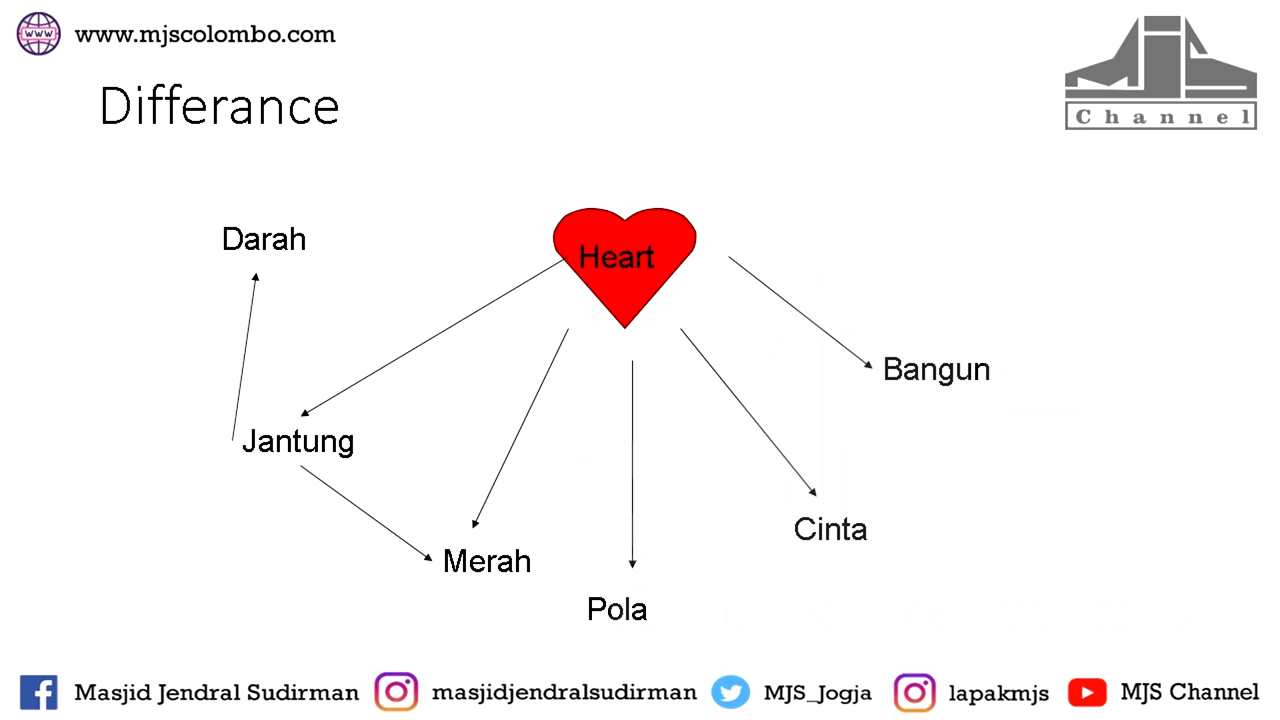 www.mjscolombo.com
MJS
Channel
Differance
Darah
Heart
Bangun
Jantung
Cinta
Merah
Pola
Masjid Jendral Sudirman
masjidjendralsudirman
MJS_Jogja
lapakmjs
MJS Channel